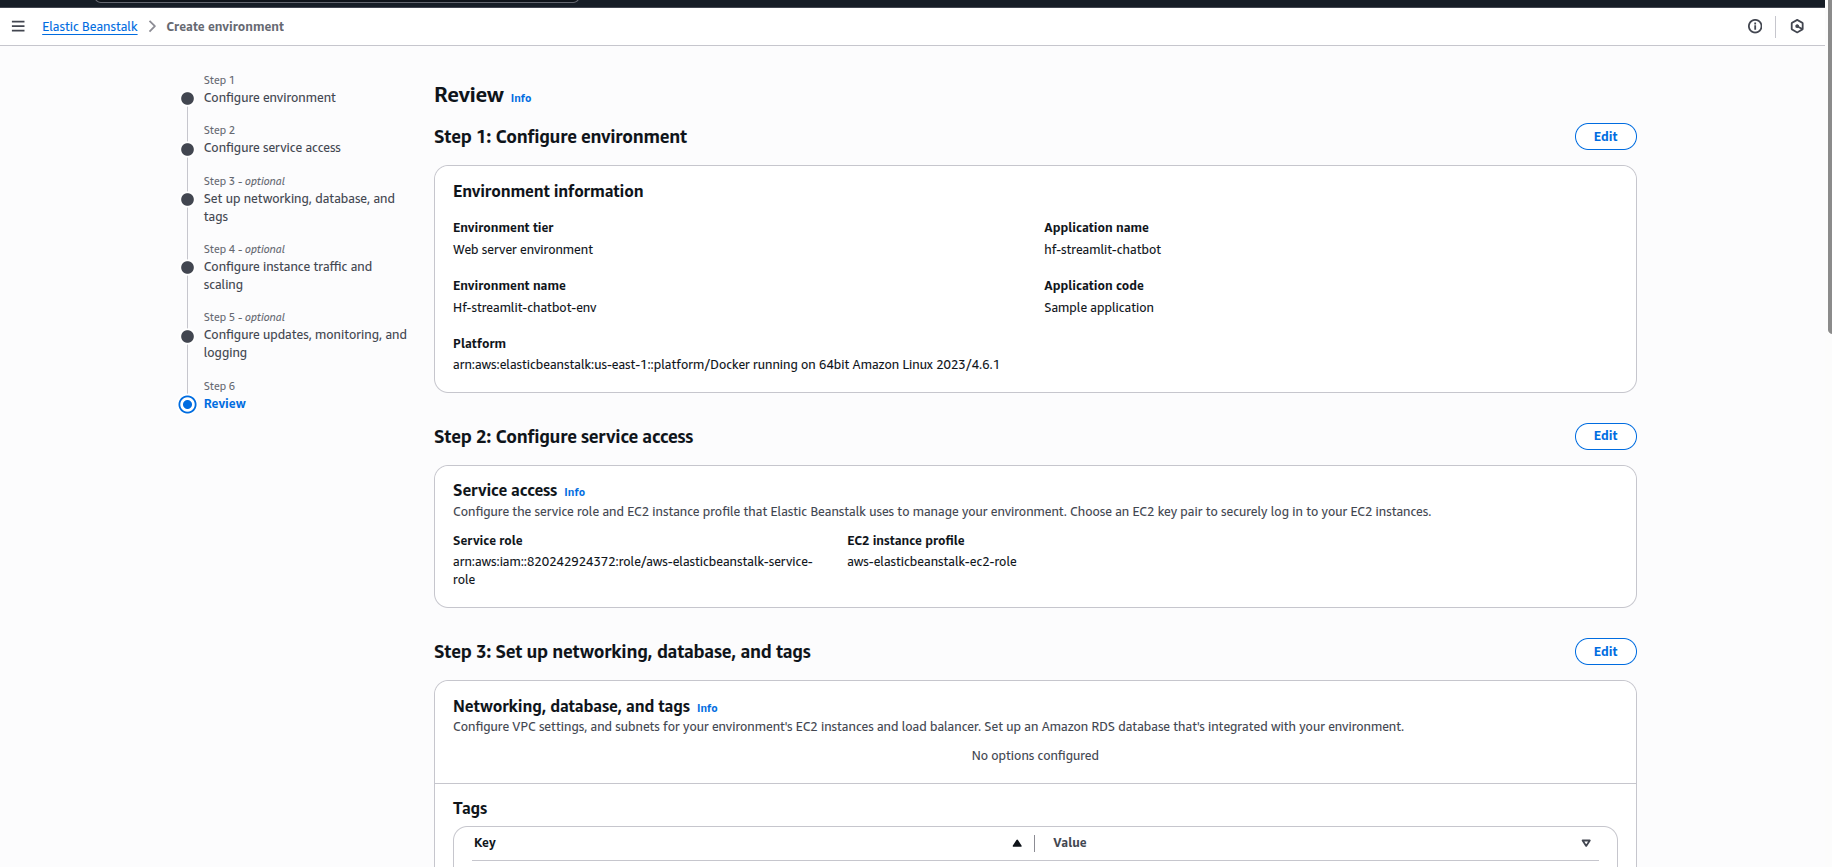 Elastic Beanstalk
Create environment
Step 1
Configure environment
Step 2
Configure service access
Step 3 - optional
Set up networking, database, and
tags
Step 4 - optional
Configure instance traffic and
scaling
Step 5 - optional
Configure updates, monitoring, and
logging
Step 6
Review
Review Info
Step 1: Configure environment
Edit
Environment information
Environment tier
Web server environment
Application name
hf-streamlit-chatbot
Environment name
Hf-streamlit-chatbot-env
Application code
Sample application
Platform
arn:aws:elasticbeanstalk:us-east-1::platform/Docker running on 64bit Amazon Linux 2023/4.6.1
Step 2: Configure service access
Edit
Service access Info
Configure the service role and EC2 instance profile that Elastic Beanstalk uses to manage your environment. Choose an EC2 key pair to securely log in to your EC2 instances.
Service role
arn:aws:iam::820242924372:role/aws-elasticbeanstalk-service-
role
EC2 instance profile
aws-elasticbeanstalk-ec2-role
Step 3: Set up networking, database, and tags
Edit
Networking, database, and tags Info
Configure VPC settings, and subnets for your environment's EC2 instances and load balancer. Set up an Amazon RDS database that's integrated with your environment.
No options configured
Tags
Key
Value